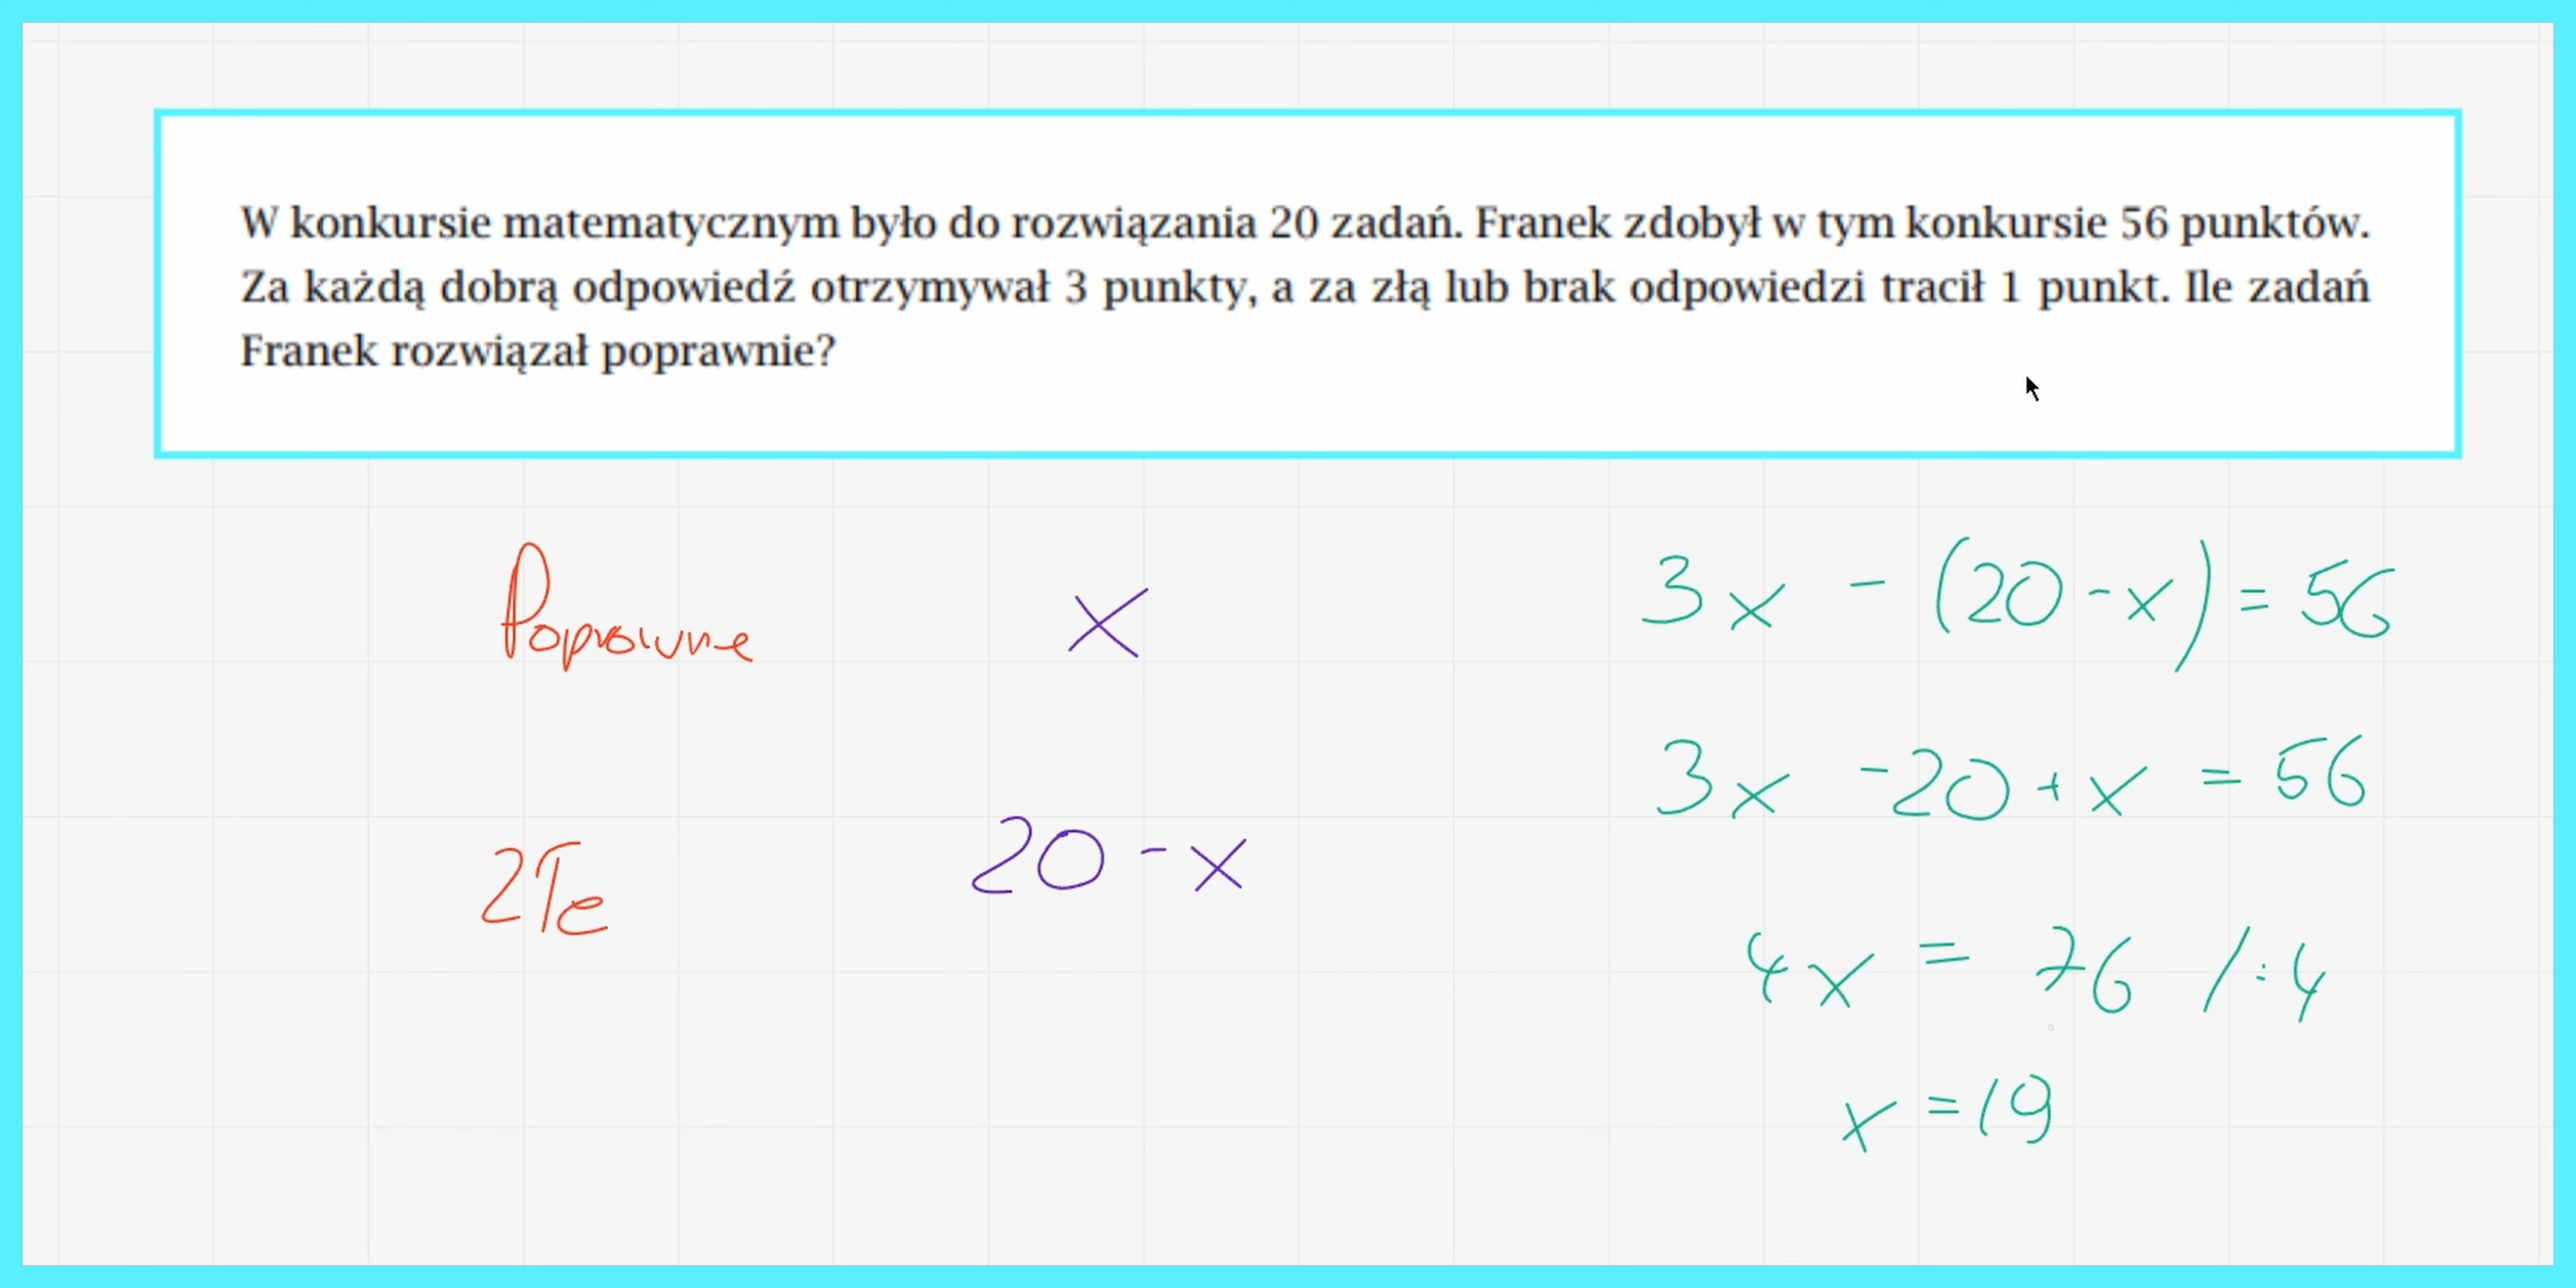 W konkursie matematycznym było do rozwiązania 20 zadań. Franek zdobył w tym konkursie 56 punktów.
Za każdą dobrą odpowiedź otrzymywał 3 punkty, a za złą lub brak odpowiedzi tracił 1 punkt. Ile zadań
Franek rozwiązał poprawnie?
Poprawne x
Złe 20 - x
3x - (20 - x) = 56
3x - 20 + x = 56
4x = 76 / : 4
x = 19